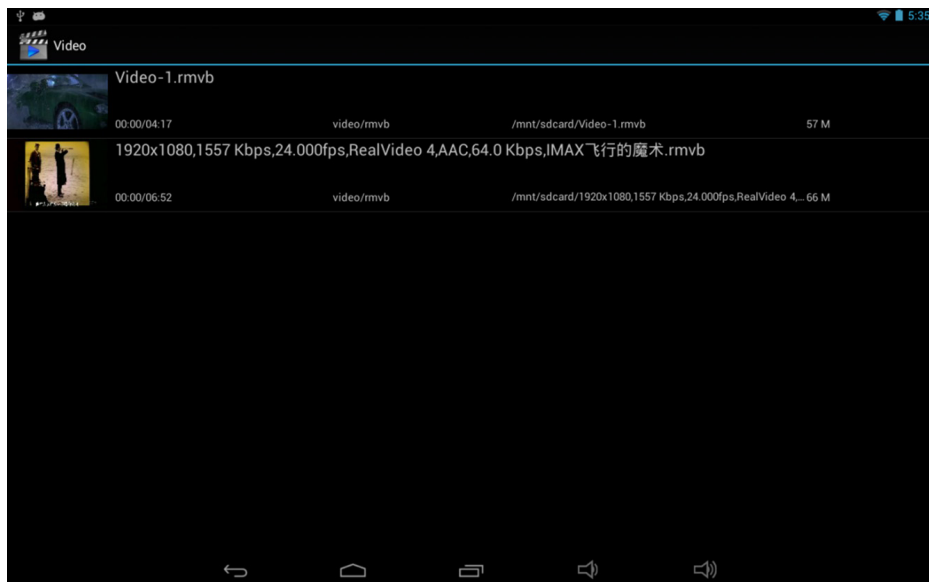 5:35
Video
Video-1.rmvb
00:00/04:17 video/rmvb /mnt/sdcard/Video-1.rmvb 57 M
1920x1080,1557 Kbps,24.000fps,RealVideo 4,AAC,64.0 Kbps,IMAX飞行的魔术.rmvb
00:00/06:52 video/rmvb /mnt/sdcard/1920x1080,1557 Kbps,24.000fps,RealVideo 4,... 66 M